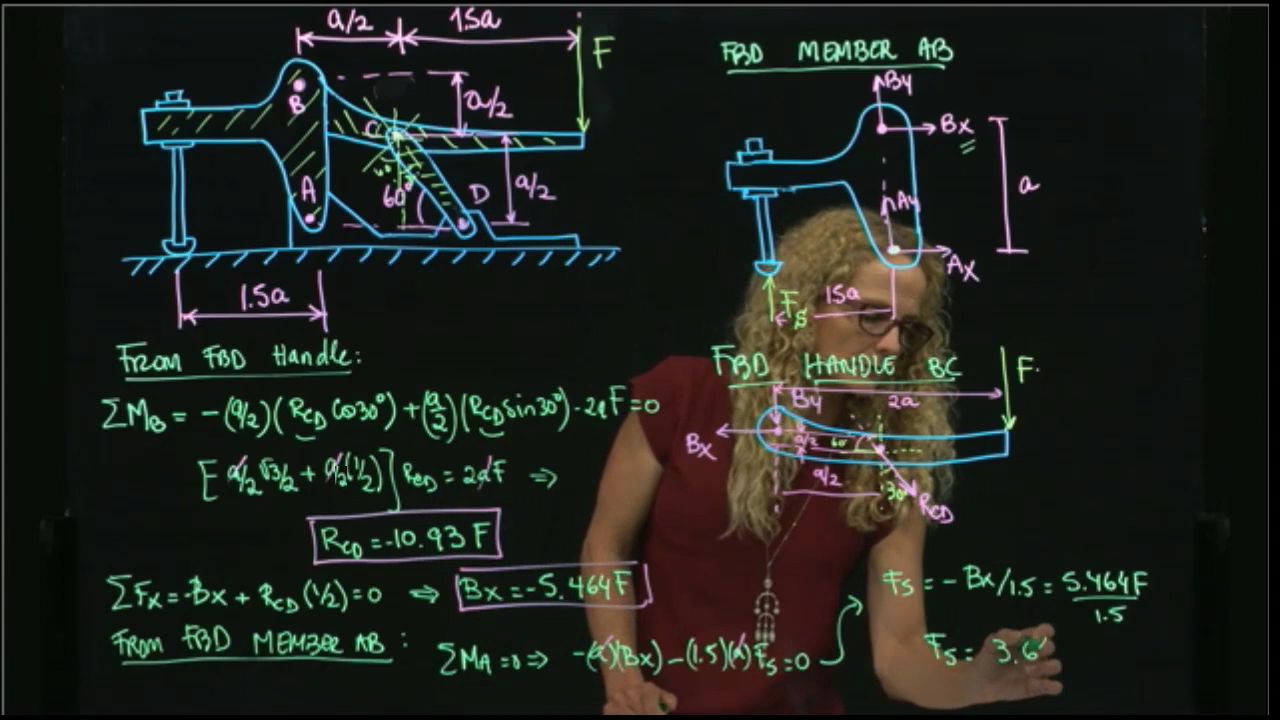 a/2 1.5a
F
B
a/2
C
A
60°
60°
D
a/2
1.5a
FBD MEMBER AB
By
Bx
a
Ay
Ax
Fs
1.5a
FBD HANDLE BC
F
By 2a
Bx
a/2 60°
a/2
30°
RCD
From FBD Handle:
ΣMB = -(a/2)(RCD Cos30°) + (a/2)(RCD sin30°) - 2aF = 0
[-a/2 √3/2 + a/2(1/2)] RCD = 2aF ⇒
RCD = -10.93 F
ΣFx = -Bx + RCD (1/2) = 0 ⇒ Bx = -5.464F
From FBD MEMBER AB : ΣMA = 0 ⇒ -(a)(Bx) - (1.5)(a)Fs = 0
Fs = -Bx/1.5 = 5.464F/1.5
Fs = 3.6